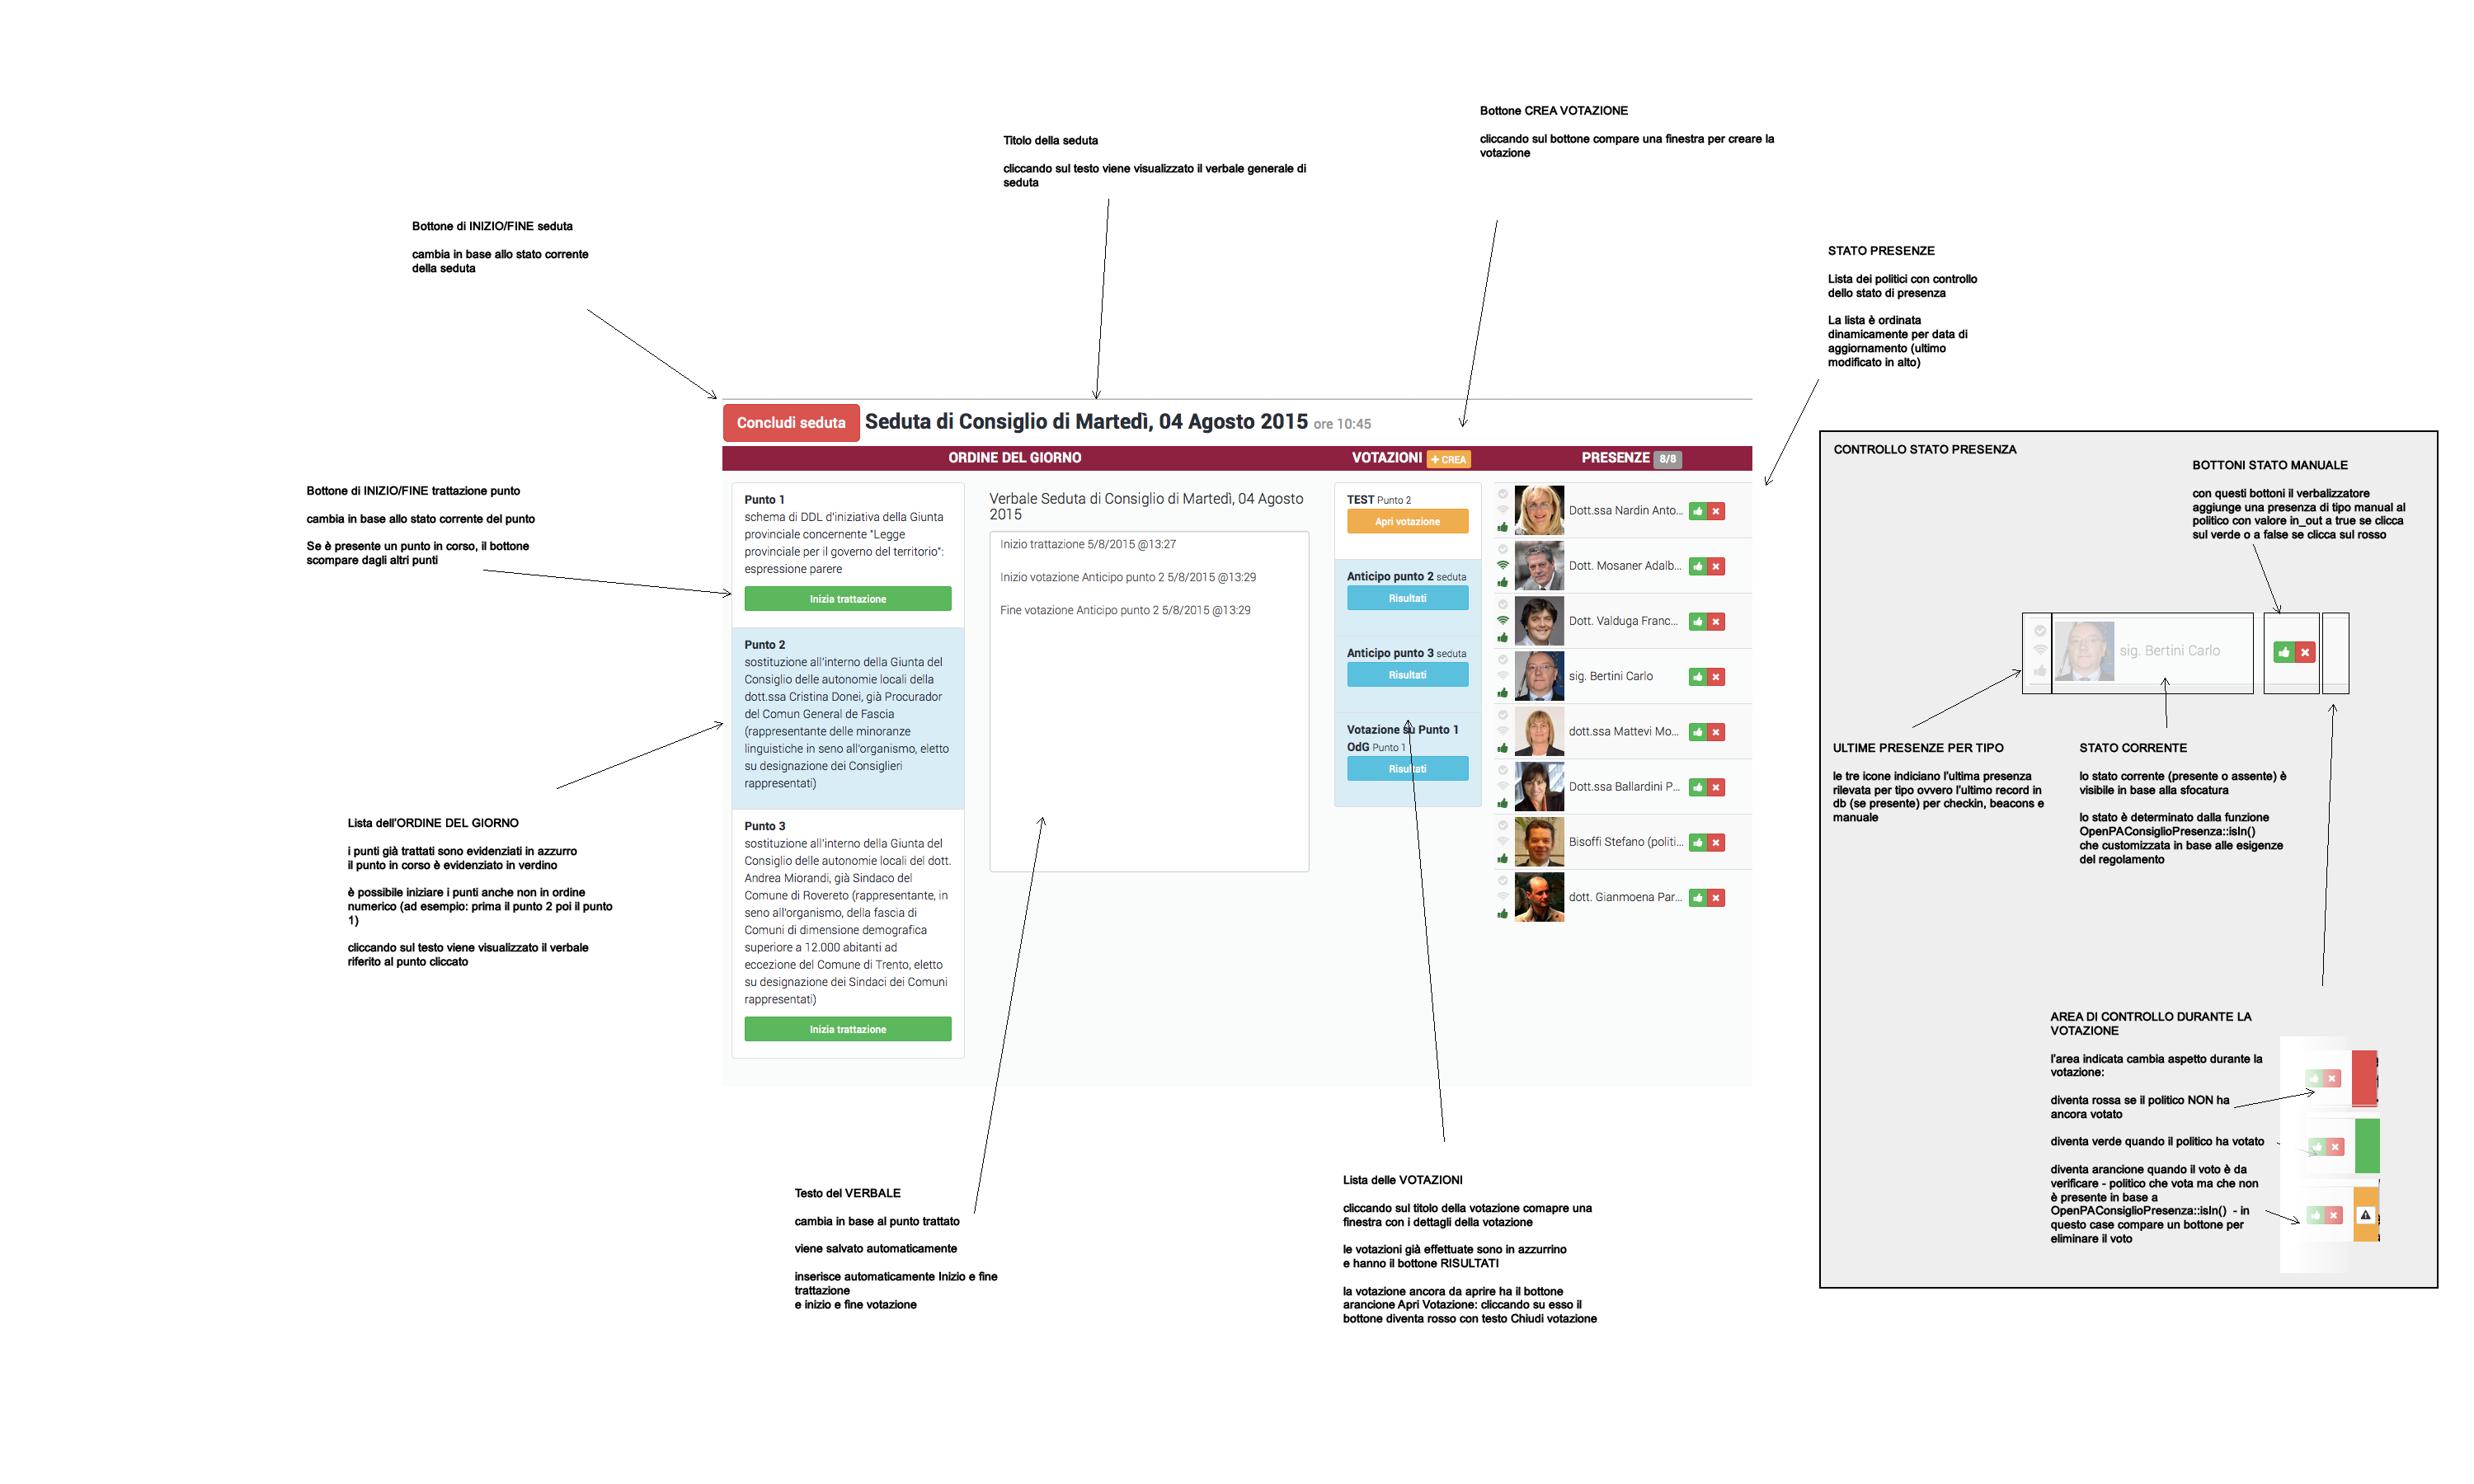 Bottone CREA VOTAZIONE
cliccando sul bottone compare una finestra per creare la
votazione
Titolo della seduta
cliccando sul testo viene visualizzato il verbale generale di
seduta
Bottone di INIZIO/FINE seduta
cambia in base allo stato corrente
della seduta
STATO PRESENZE
Lista dei politici con controllo
dello stato di presenza
La lista è ordinata
dinamicamente per data di
aggiornamento (ultimo
modificato in alto)
Concludi seduta
Seduta di Consiglio di Martedì, 04 Agosto 2015 ore 10:45
ORDINE DEL GIORNO
VOTAZIONI + CREA
PRESENZE 8/8
Bottone di INIZIO/FINE trattazione punto
cambia in base allo stato corrente del punto
Se è presente un punto in corso, il bottone
scompare dagli altri punti
Punto 1
schema di DDL d'iniziativa della Giunta
provinciale concernente "Legge
provinciale per il governo del territorio":
espressione parere
Inizia trattazione
Punto 2
sostituzione all'interno della Giunta del
Consiglio delle autonomie locali della
dott.ssa Cristina Donei, già Procurador
del Comun General de Fascia
(rappresentante delle minoranze
linguistiche in seno all'organismo, eletto
su designazione dei Consiglieri
rappresentati)
Punto 3
sostituzione all'interno della Giunta del
Consiglio delle autonomie locali del dott.
Andrea Miorandi, già Sindaco del
Comune di Rovereto (rappresentante, in
seno all'organismo, della fascia di
Comuni di dimensione demografica
superiore a 12.000 abitanti ad
eccezione del Comune di Trento, eletto
su designazione dei Sindaci dei Comuni
rappresentati)
Inizia trattazione
Verbale Seduta di Consiglio di Martedì, 04 Agosto
2015
Inizio trattazione 5/8/2015 @13:27
Inizio votazione Anticipo punto 2 5/8/2015 @13:29
Fine votazione Anticipo punto 2 5/8/2015 @13:29
TEST Punto 2
Apri votazione
Anticipo punto 2 seduta
Risultati
Anticipo punto 3 seduta
Risultati
Votazione su Punto 1
OdG Punto 1
Risultati
Dott.ssa Nardin Anto...
Dott. Mosaner Adalb...
Dott. Valduga Franc...
sig. Bertini Carlo
dott.ssa Mattevi Mo...
Dott.ssa Ballardini P...
Bisoffi Stefano (politi...
dott. Gianmoena Par...
Lista dell'ORDINE DEL GIORNO
i punti già trattati sono evidenziati in azzurro
il punto in corso è evidenziato in verdino
è possibile iniziare i punti anche non in ordine
numerico (ad esempio: prima il punto 2 poi il punto
1)
cliccando sul testo viene visualizzato il verbale
riferito al punto cliccato
Testo del VERBALE
cambia in base al punto trattato
viene salvato automaticamente
inserisce automaticamente Inizio e fine
trattazione
e inizio e fine votazione
Lista delle VOTAZIONI
cliccando sul titolo della votazione comapre una
finestra con i dettagli della votazione
le votazioni già effettuate sono in azzurrino
e hanno il bottone RISULTATI
la votazione ancora da aprire ha il bottone
arancione Apri Votazione: cliccando su esso il
bottone diventa rosso con testo Chiudi votazione
CONTROLLO STATO PRESENZA
BOTTONI STATO MANUALE
con questi bottoni il verbalizzatore
aggiunge una presenza di tipo manual al
politico con valore in_out a true se clicca
sul verde o a false se clicca sul rosso
sig. Bertini Carlo
ULTIME PRESENZE PER TIPO
le tre icone indiciano l'ultima presenza
rilevata per tipo ovvero l'ultimo record in
db (se presente) per checkin, beacons e
manuale
STATO CORRENTE
lo stato corrente (presente o assente) è
visibile in base alla sfocatura
lo stato è determinato dalla funzione
OpenPAConsiglioPresenza::isIn()
che customizzata in base alle esigenze
del regolamento
AREA DI CONTROLLO DURANTE LA
VOTAZIONE
l'area indicata cambia aspetto durante la
votazione:
diventa rossa se il politico NON ha
ancora votato
diventa verde quando il politico ha votato
diventa arancione quando il voto è da
verificare - politico che vota ma che non
è presente in base a
OpenPAConsiglioPresenza::isIn() - in
questo case compare un bottone per
eliminare il voto